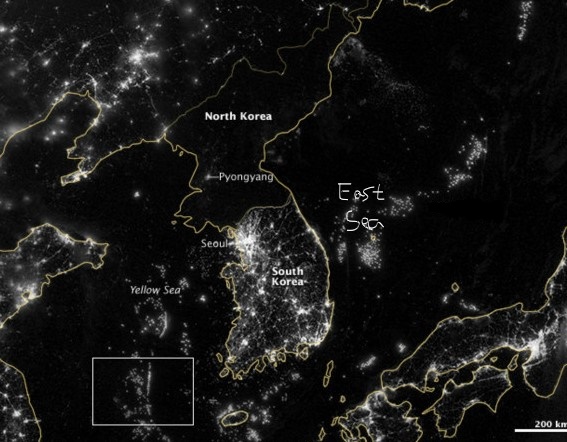 North Korea
Pyongyang
East
Sea
Seoul
South
Korea
Yellow Sea
200 km